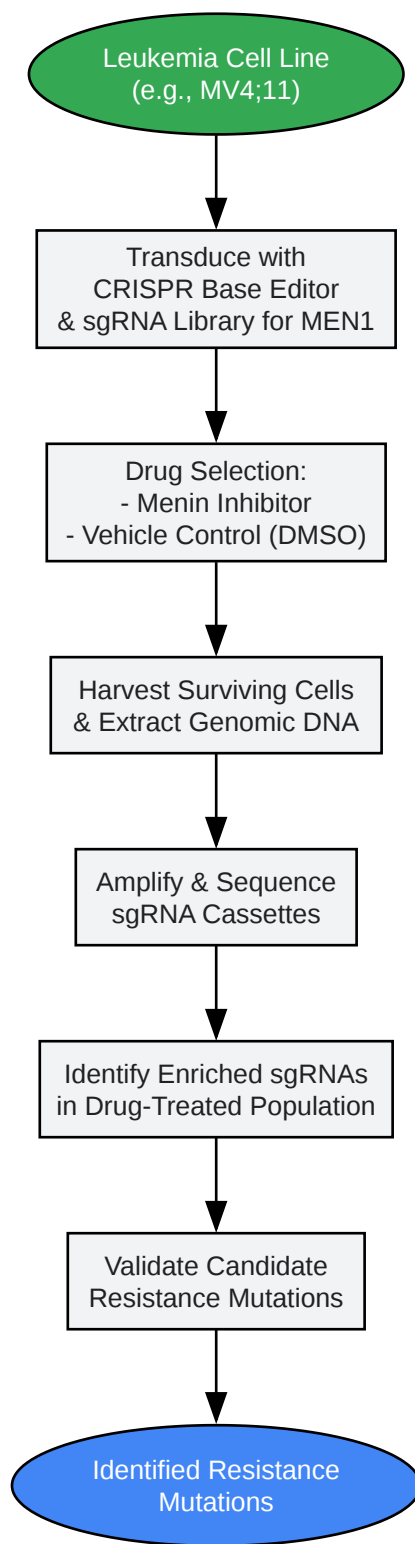 Leukemia Cell Line
(e.g., MV4;11)
Transduce with
CRISPR Base Editor
& sgRNA Library for MEN1
Drug Selection:
- Menin Inhibitor
- Vehicle Control (DMSO)
Harvest Surviving Cells
& Extract Genomic DNA
Amplify & Sequence
sgRNA Cassettes
Identify Enriched sgRNAs
in Drug-Treated Population
Validate Candidate
Resistance Mutations
Identified Resistance
Mutations